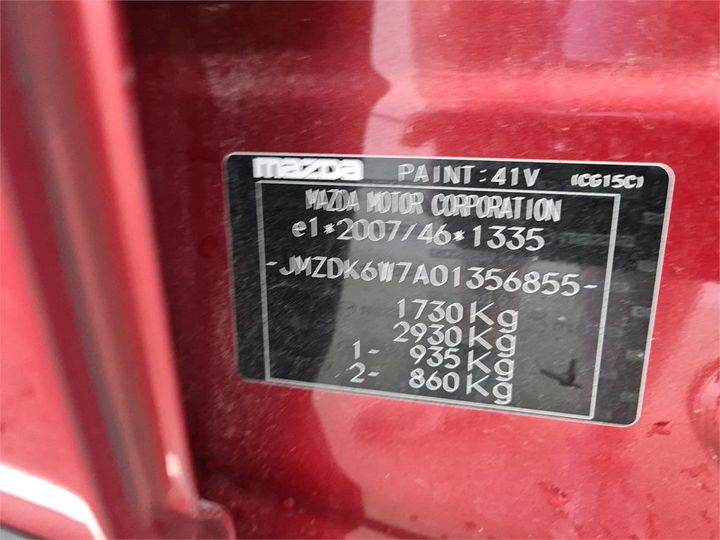 mazda PAINT:41V (CG15C)
MAZDA MOTOR CORPORATION
e1*2007/46*1335
-JMZDK6W7A01356855-
1730Kg
2930Kg
1- 935Kg
2- 860Kg